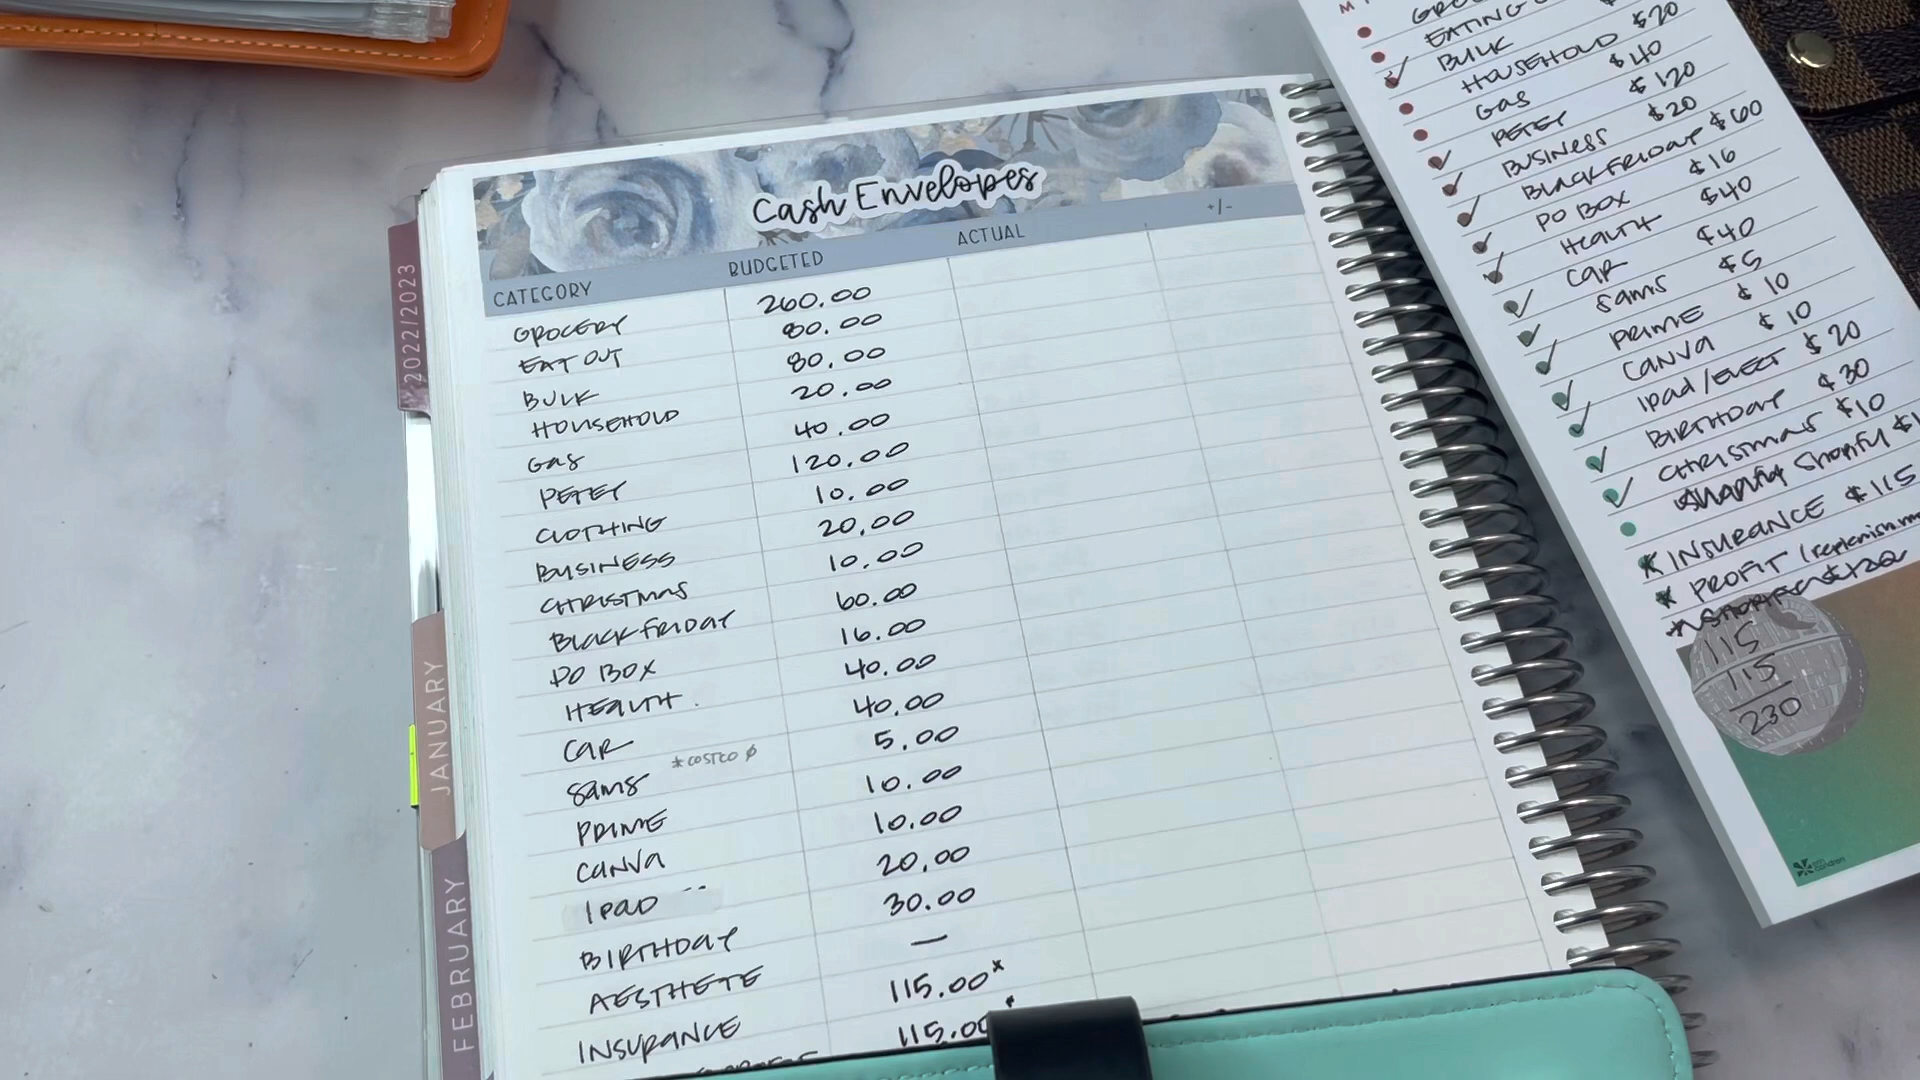 2022/2023
JANUARY
FEBRUARY
Cash Envelopes
CATEGORY BUDGETED ACTUAL +/-
GROCERY 260.00
EAT OUT 80.00
BULK 80.00
HOUSEHOLD 20.00
GAS 40.00
PETEY 120.00
CLOTHING 10.00
BUSINESS 20.00
CHRISTMAS 10.00
BLACK FRIDAY 60.00
PO BOX 16.00
HEALTH 40.00
CAR 40.00
SAMS *COSTCO 5.00
PRIME 10.00
CANVA 10.00
IPAD 20.00
BIRTHDAY 30.00
AESTHETE —
INSURANCE 115.00*
115.00
EATING
BULK
HOUSEHOLD $20
GAS $40
PETEY $120
BUSINESS $20
BLACK FRIDAY $60
PO BOX $16
HEALTH $40
CAR $40
SAMS $5
PRIME $10
CANVA $10
IPAD/ELECT $20
BIRTHDAY $30
CHRISTMAS $10
Shopify
*INSURANCE $115
* PROFIT
115
115
230